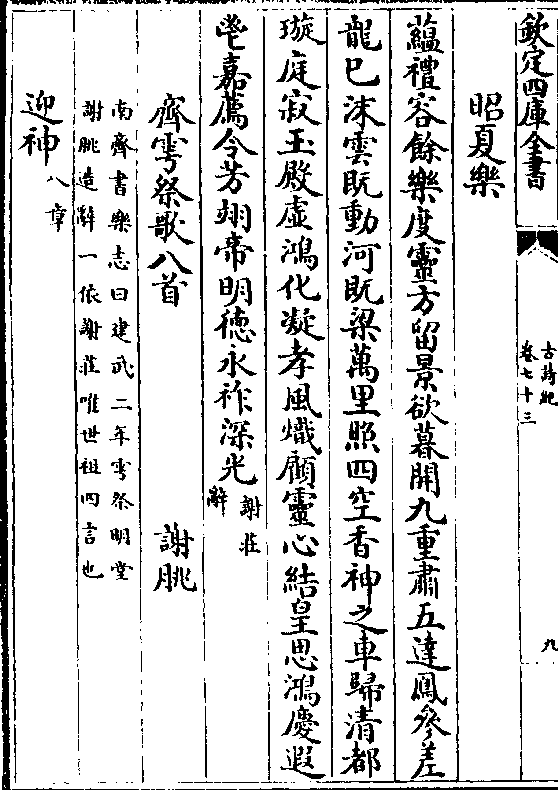 欽定四庫全書
古詩紀
卷七十三
九
昭夏樂
蘊禮容餘樂度靈方留景欲暮開九重肅五達鳳參差
龍已沫雲既動河既梁萬里照四空香神之車歸清都
璇庭寂玉殿虛鴻化凝孝風熾顧靈心結皇思鴻慶遐
鬯嘉薦令芳翊帝明德永祚深光
謝莊
辭
齊雩祭歌八首 謝朓
南齊書樂志曰建武二年雩祭明堂
謝朓造辭一依謝莊唯世祖四言也
迎神八章